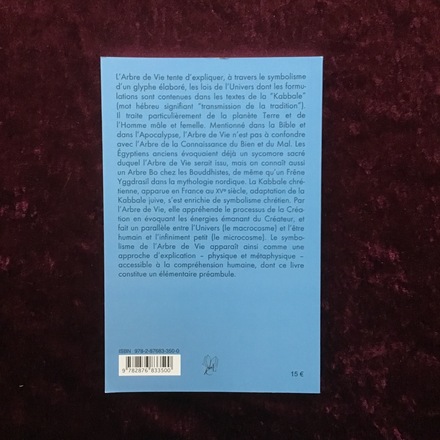 L'Arbre de Vie tente d'expliquer, à travers le symbolisme
d'un glyphe élaboré, les lois de l'Univers dont les formu-
lations sont contenues dans les textes de la "Kabbale"
(mot hébreu signifiant "transmission de la tradition").
Il traite particulièrement de la planète Terre et de
l'Homme mâle et femelle. Mentionné dans la Bible et
dans l'Apocalypse, l'Arbre de Vie n'est pas à confondre
avec l'Arbre de la Connaissance du Bien et du Mal. Les
Égyptiens anciens évoquaient déjà un sycomore sacré
duquel l'Arbre de Vie serait issu, mais on connaît aussi
un Arbre Bo chez les Bouddhistes, de même qu'un Frêne
Yggdrasil dans la mythologie nordique. La Kabbale chré-
tienne, apparue en France au XVe siècle, adaptation de la
Kabbale juive, s'est enrichie de symbolisme chrétien. Par
l'Arbre de Vie, elle appréhende le processus de la Créa-
tion en évoquant les énergies émanant du Créateur, et
fait un parallèle entre l'Univers (le macrocosme) et l'être
humain et l'infiniment petit (le microcosme). Le symbo-
lisme de l'Arbre de Vie apparaît ainsi comme une
approche d'explication – physique et métaphysique –
accessible à la compréhension humaine, dont ce livre
constitue un élémentaire préambule.
ISBN 978-2-87683-350-0
9 782876 833500
15 €